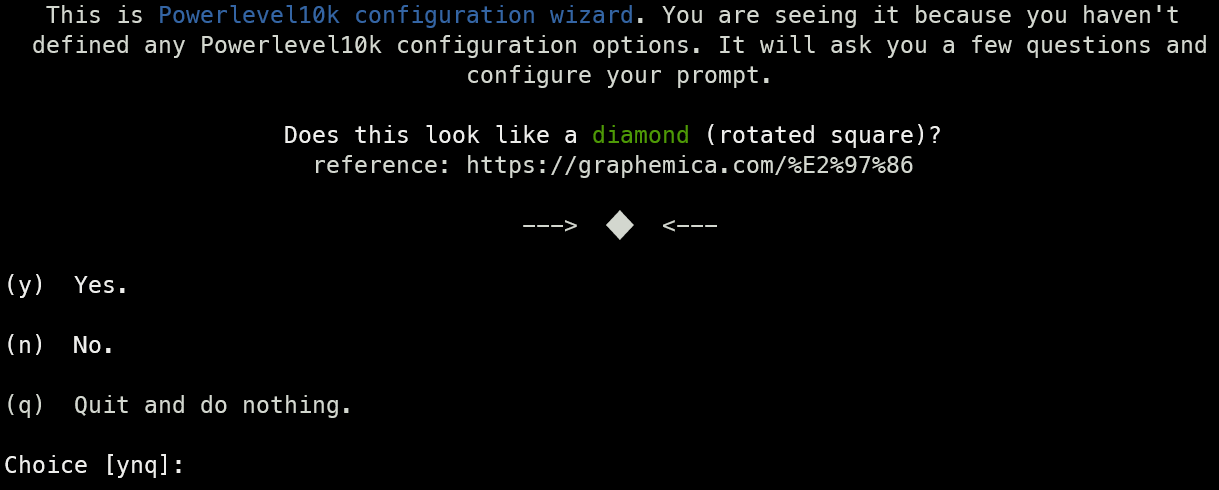 This is Powerlevel10k configuration wizard. You are seeing it because you haven't
defined any Powerlevel10k configuration options. It will ask you a few questions and
configure your prompt.
Does this look like a diamond (rotated square)?
reference: https://graphemica.com/%E2%97%86
---> ◆ <---
(y) Yes.
(n) No.
(q) Quit and do nothing.
Choice [ynq]: